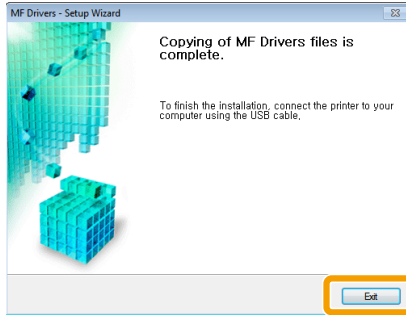 MF Drivers - Setup Wizard
Copying of MF Drivers files is
complete.
To finish the installation, connect the printer to your
computer using the USB cable.
Exit